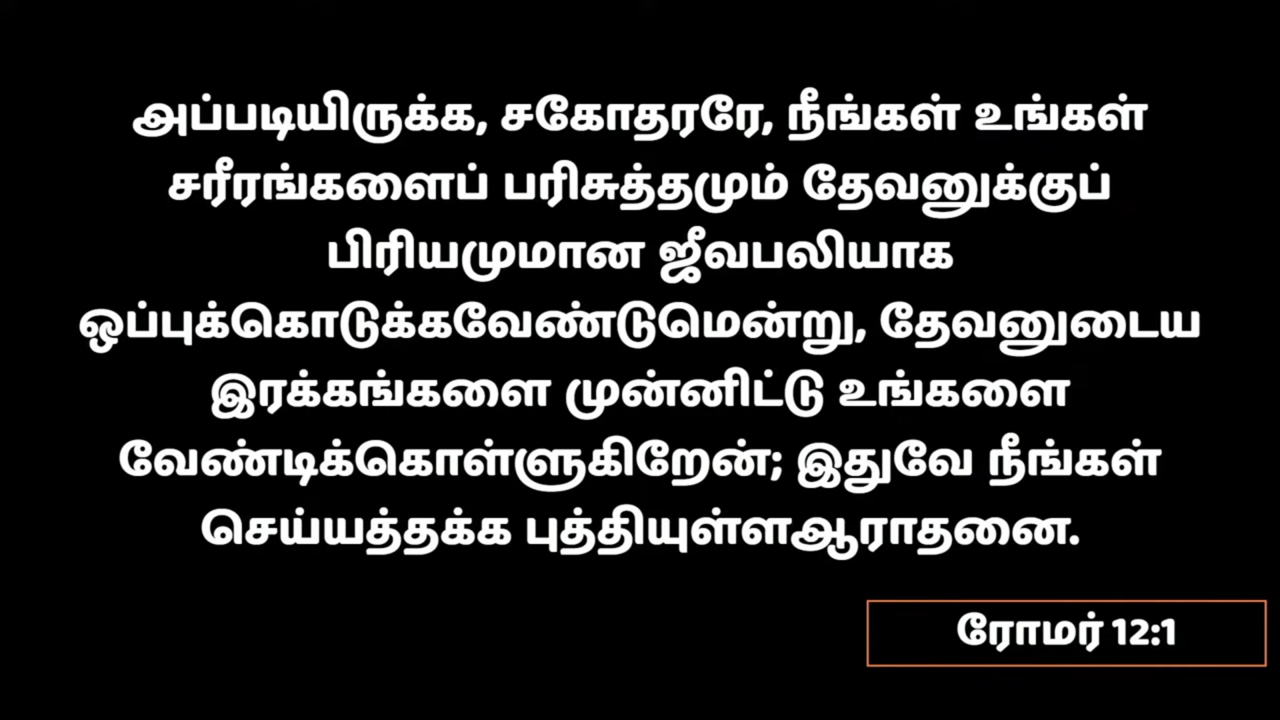 அப்படியிருக்க, சகோதரரே, நீங்கள் உங்கள்
சரீரங்களைப் பரிசுத்தமும் தேவனுக்குப்
பிரியமுமான ஜீவபலியாக
ஒப்புக்கொடுக்கவேண்டுமென்று, தேவனுடைய
இரக்கங்களை முன்னிட்டு உங்களை
வேண்டிக்கொள்ளுகிறேன்; இதுவே நீங்கள்
செய்யத்தக்க புத்தியுள்ளஆராதனை.
ரோமர் 12:1